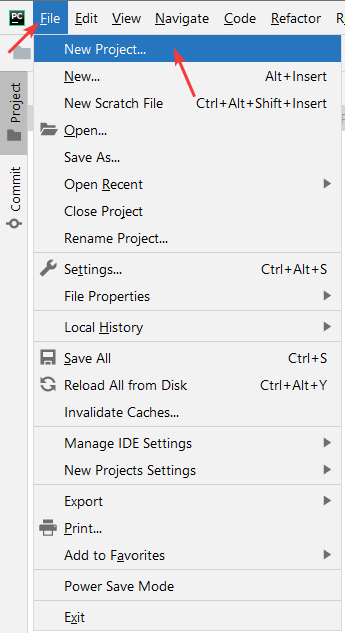 PC File Edit View Navigate Code Refactor R
New Project...
New... Alt+Insert
New Scratch File Ctrl+Alt+Shift+Insert
Open...
Save As...
Open Recent
Close Project
Rename Project...
Settings... Ctrl+Alt+S
File Properties
Local History
Save All Ctrl+S
Reload All from Disk Ctrl+Alt+Y
Invalidate Caches...
Manage IDE Settings
New Projects Settings
Export
Print...
Add to Favorites
Power Save Mode
Exit
Project
Commit